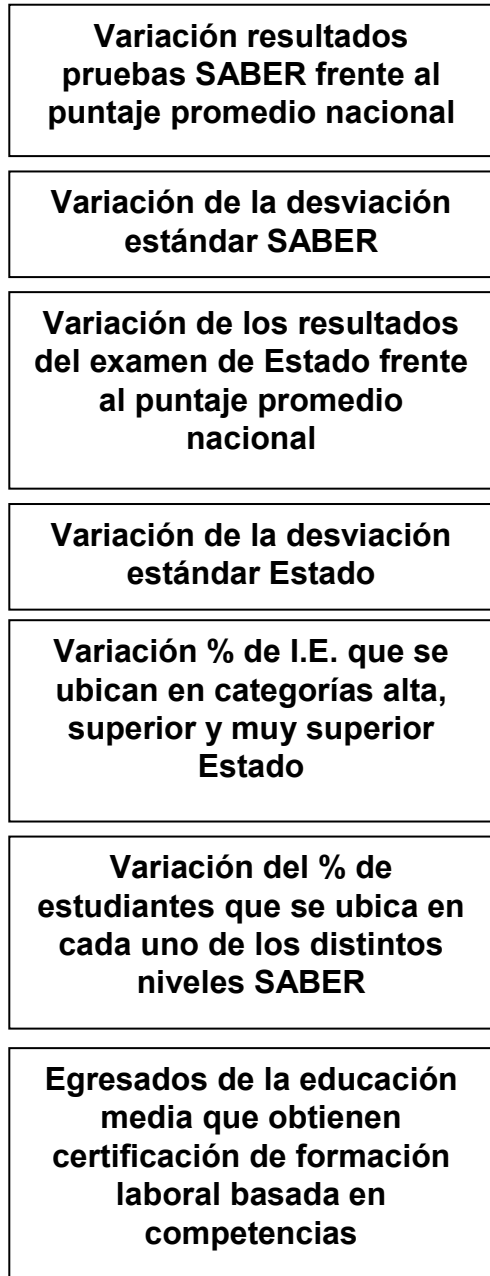 Variación resultados
pruebas SABER frente al
puntaje promedio nacional
Variación de la desviación
estándar SABER
Variación de los resultados
del examen de Estado frente
al puntaje promedio
nacional
Variación de la desviación
estándar Estado
Variación % de I.E. que se
ubican en categorías alta,
superior y muy superior
Estado
Variación del % de
estudiantes que se ubica en
cada uno de los distintos
niveles SABER
Egresados de la educación
media que obtienen
certificación de formación
laboral basada en
competencias